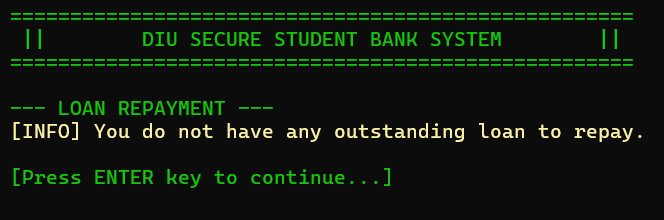 ====================================================
||        DIU SECURE STUDENT BANK SYSTEM        ||
====================================================
--- LOAN REPAYMENT ---
[INFO] You do not have any outstanding loan to repay.
[Press ENTER key to continue...]